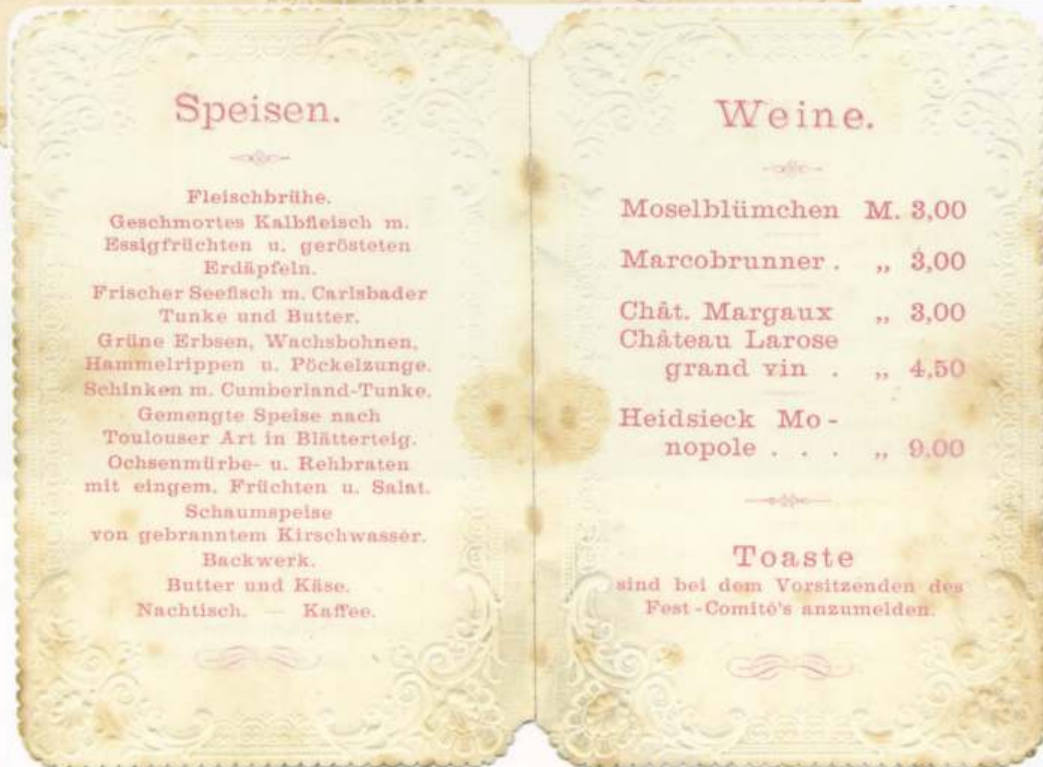 Speisen.
Fleischbrühe.
Geschmortes Kalbfleisch m.
Essigfrüchten u. gerösteten
Erdäpfeln.
Frischer Seefisch m. Carlsbader
Tunke und Butter.
Grüne Erbsen, Wachsbohnen,
Hammelrippen u. Pöckelzunge.
Schinken m. Cumberland-Tunke.
Gemengte Speise nach
Toulouser Art in Blätterteig.
Ochsenmürbe- u. Rehbraten
mit eingem. Früchten u. Salat.
Schaumspeise
von gebranntem Kirschwasser.
Backwerk.
Butter und Käse.
Nachtisch. — Kaffee.
Weine.
Moselblümchen M. 3,00
Marcobrunner . „ 3,00
Chât. Margaux „ 3,00
Château Larose
grand vin . „ 4,50
Heidsieck Mo-
nopole . . . „ 9,00
Toaste
sind bei dem Vorsitzenden des
Fest-Comité's anzumelden.